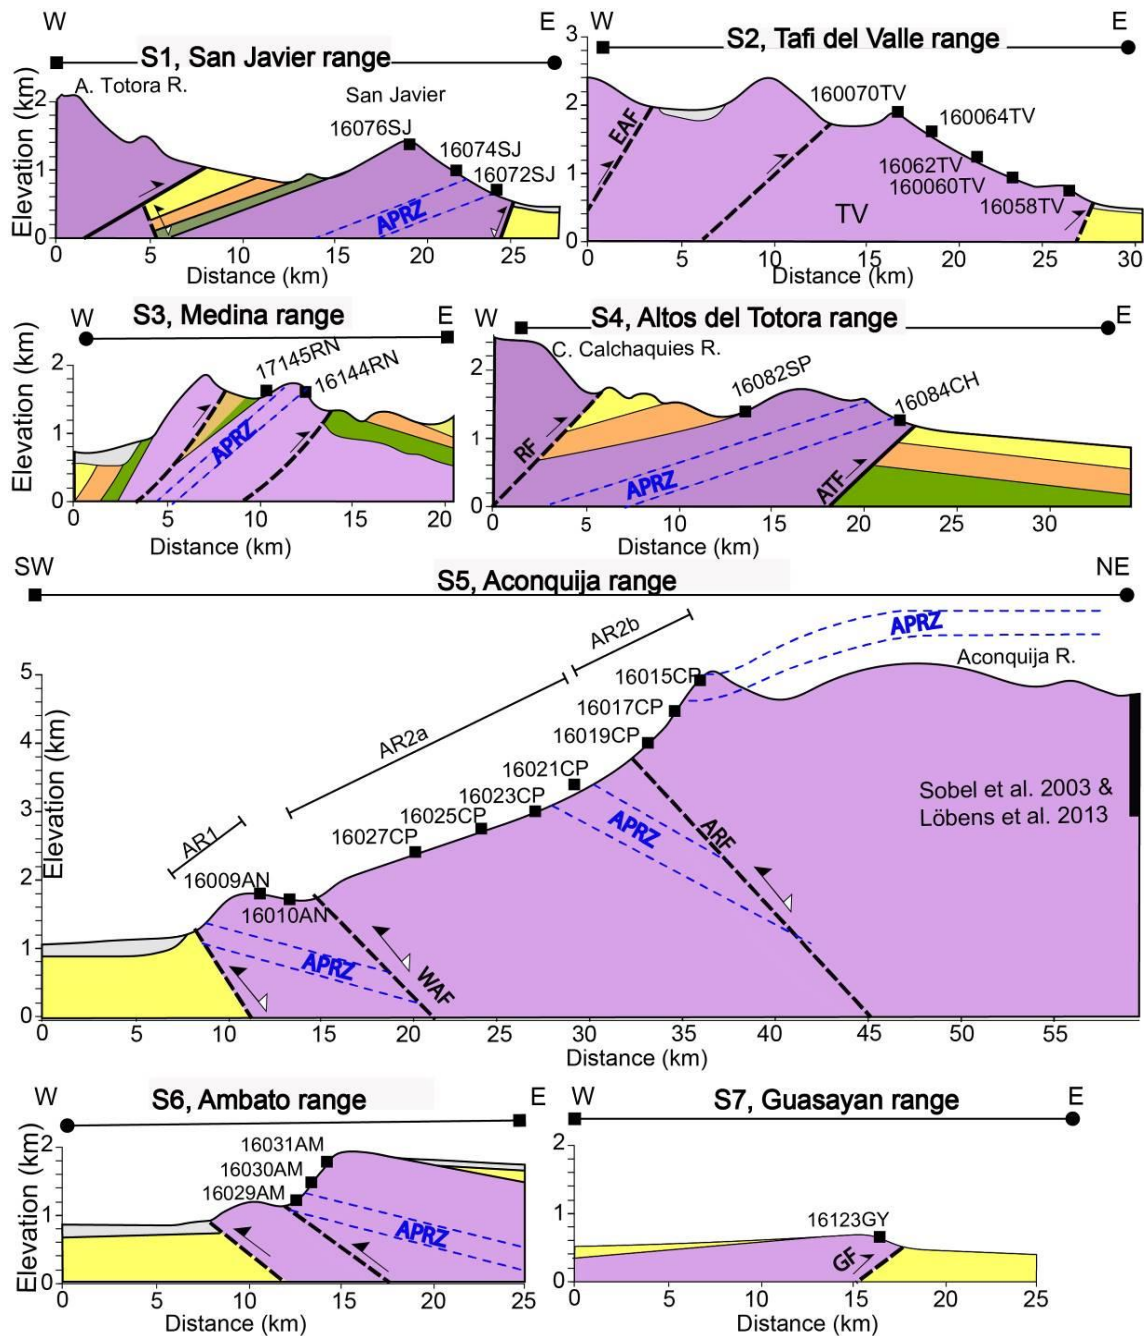 W
E
S1, San Javier range
A. Totora R.
San Javier
16076SJ
16074SJ
16072SJ
APRZ
Elevation (km)
2
1
0
0 5 10 15 20 25
Distance (km)
W
E
S2, Tafi del Valle range
160070TV
160064TV
16062TV
160060TV
16058TV
EAF
TV
Elevation (km)
3
2
1
0
0 5 10 15 20 25 30
Distance (km)
W
E
S3, Medina range
17145RN
16144RN
APRZ
Elevation (km)
2
1
0
0 5 10 15 20
Distance (km)
W
E
S4, Altos del Totora range
C. Calchaquies R.
16082SP
16084CH
RF
APRZ
ATF
2
1
0
0 5 10 15 20 25 30
Distance (km)
SW
NE
S5, Aconquija range
AR2b
APRZ
Aconquija R.
16015CP
16017CP
AR2a
16019CP
16021CP
16023CP
16025CP
16027CP
AR1
16009AN
16010AN
APRZ
WAF
APRZ
ARF
Sobel et al. 2003 &
Löbens et al. 2013
Elevation (km)
5
4
3
2
1
0
0 5 10 15 20 25 30 35 40 45 50 55
Distance (km)
W
E
S6, Ambato range
16031AM
16030AM
16029AM
APRZ
Elevation (km)
2
1
0
0 5 10 15 20 25
Distance (km)
W
E
S7, Guasayan range
16123GY
GF
2
1
0
0 5 10 15 20 25
Distance (km)